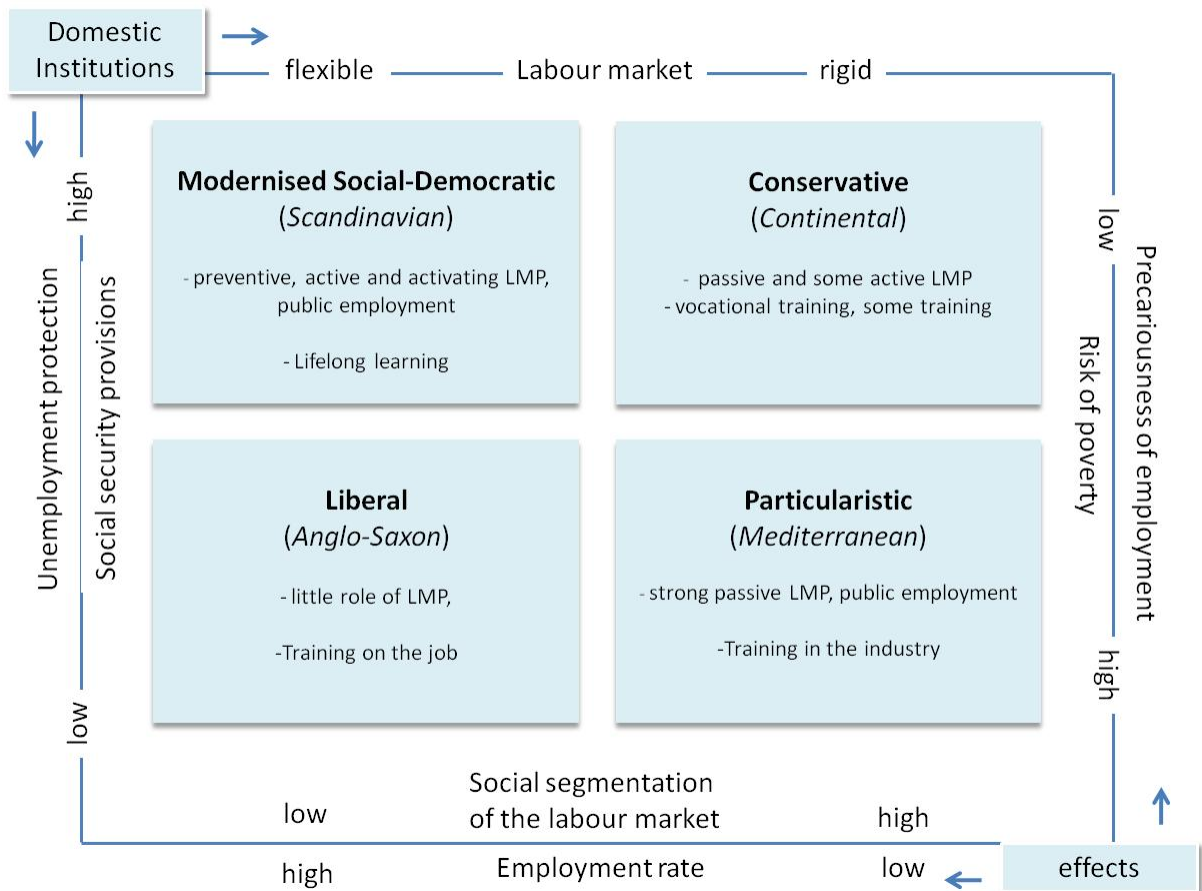 Domestic
Institutions
flexible
Labour market
rigid
high
Unemployment protection
Social security provisions
low
Modernised Social-Democratic
(Scandinavian)
- preventive, active and activating LMP,
public employment
- Lifelong learning
Conservative
(Continental)
- passive and some active LMP
- vocational training, some training
Liberal
(Anglo-Saxon)
- little role of LMP,
-Training on the job
Particularistic
(Mediterranean)
- strong passive LMP, public employment
-Training in the industry
low
Risk of poverty
Precariousness of employment
high
low
Social segmentation
of the labour market
high
high
Employment rate
low
effects